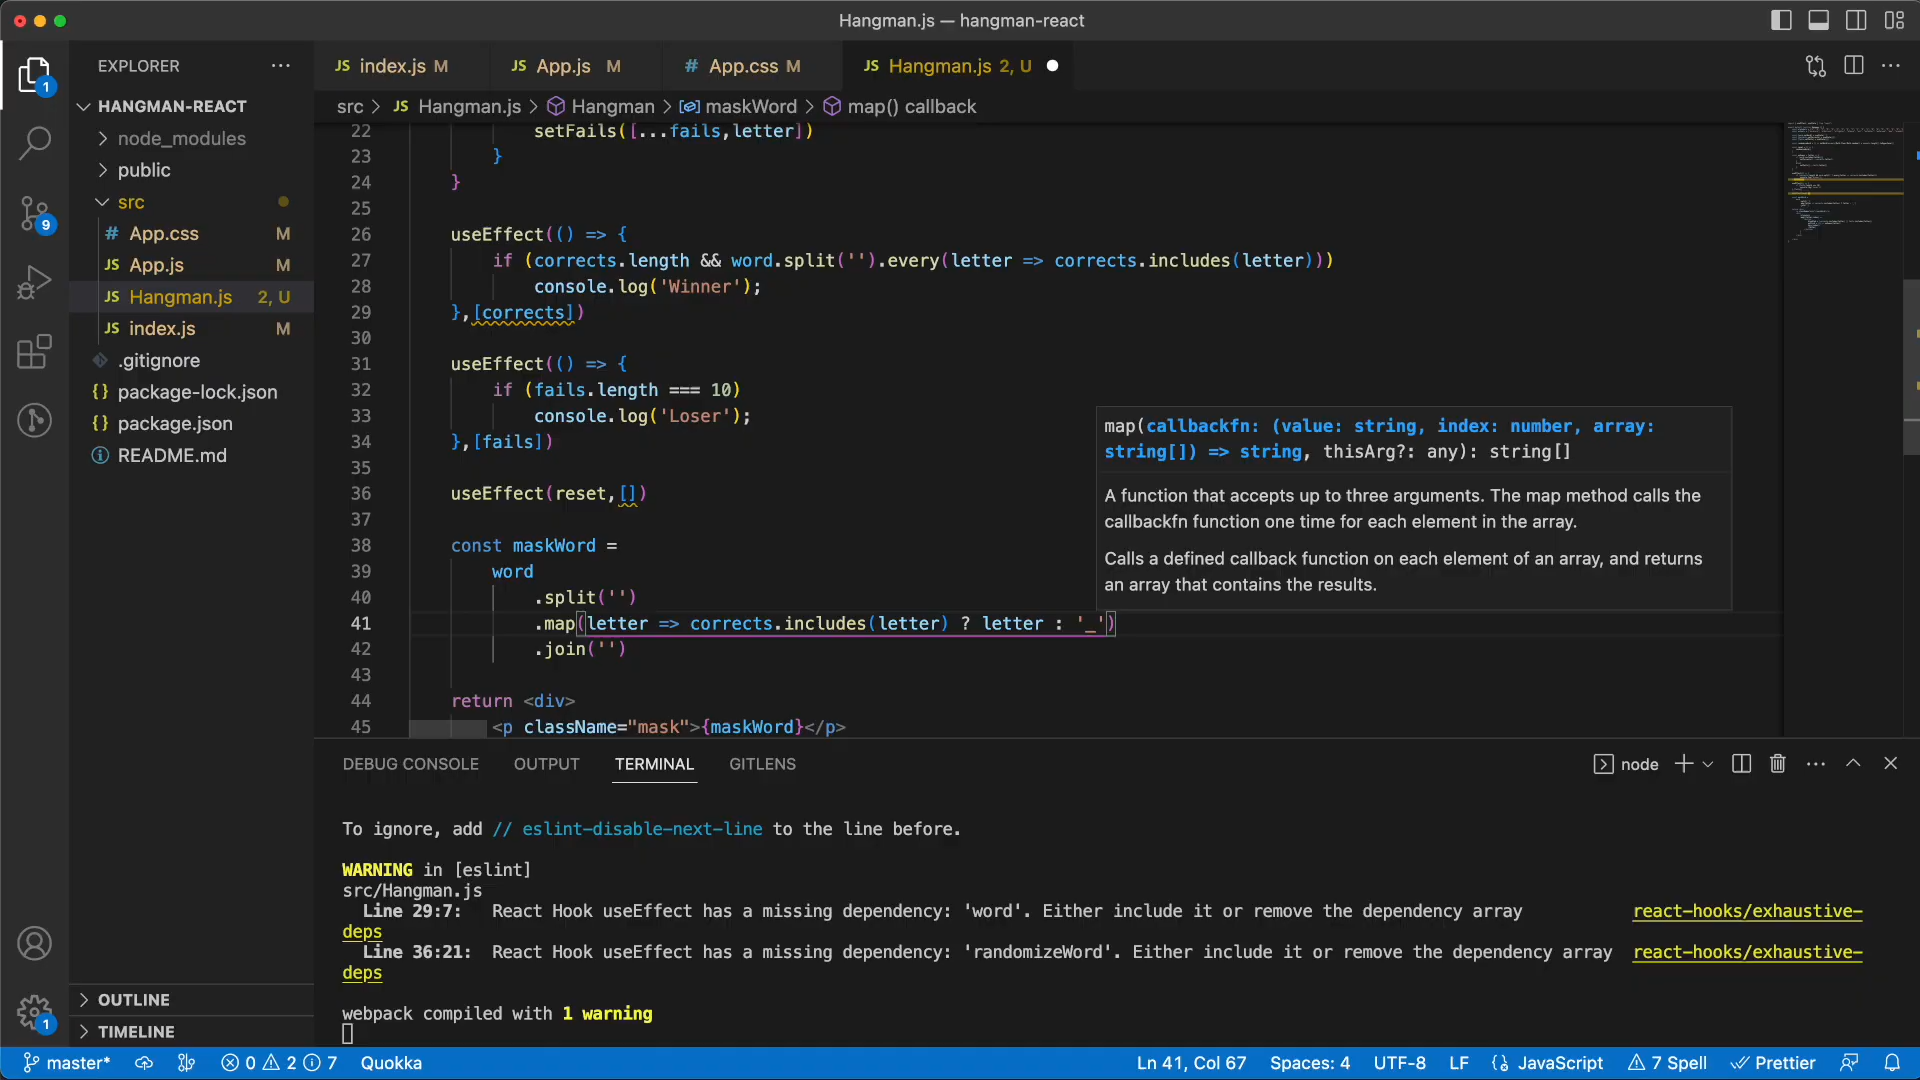 Hangman.js — hangman-react
EXPLORER
HANGMAN-REACT
node_modules
public
src
# App.css M
JS App.js M
JS Hangman.js 2, U
JS index.js M
.gitignore
{} package-lock.json
{} package.json
README.md
OUTLINE
TIMELINE
1
9
1
JS index.js M
JS App.js M
# App.css M
JS Hangman.js 2, U
src > JS Hangman.js > Hangman > maskWord > map() callback
22 setFails([...fails,letter])
23 }
24 }
25
26 useEffect(() => {
27 if (corrects.length && word.split('').every(letter => corrects.includes(letter)))
28 console.log('Winner');
29 },[corrects])
30
31 useEffect(() => {
32 if (fails.length === 10)
33 console.log('Loser');
34 },[fails])
35
36 useEffect(reset,[])
37
38 const maskWord =
39 word
40 .split('')
41 .map(letter => corrects.includes(letter) ? letter : '_')
42 .join('')
43
44 return <div>
45 <p className="mask">{maskWord}</p>
map(callbackfn: (value: string, index: number, array:
string[]) => string, thisArg?: any): string[]
A function that accepts up to three arguments. The map method calls the
callbackfn function one time for each element in the array.
Calls a defined callback function on each element of an array, and returns
an array that contains the results.
DEBUG CONSOLE OUTPUT TERMINAL GITLENS
node
To ignore, add // eslint-disable-next-line to the line before.
WARNING in [eslint]
src/Hangman.js
Line 29:7: React Hook useEffect has a missing dependency: 'word'. Either include it or remove the dependency array react-hooks/exhaustive-
deps
Line 36:21: React Hook useEffect has a missing dependency: 'randomizeWord'. Either include it or remove the dependency array react-hooks/exhaustive-
deps
webpack compiled with 1 warning
master* 0 2 7 Quokka
Ln 41, Col 67 Spaces: 4 UTF-8 LF {} JavaScript 7 Spell Prettier